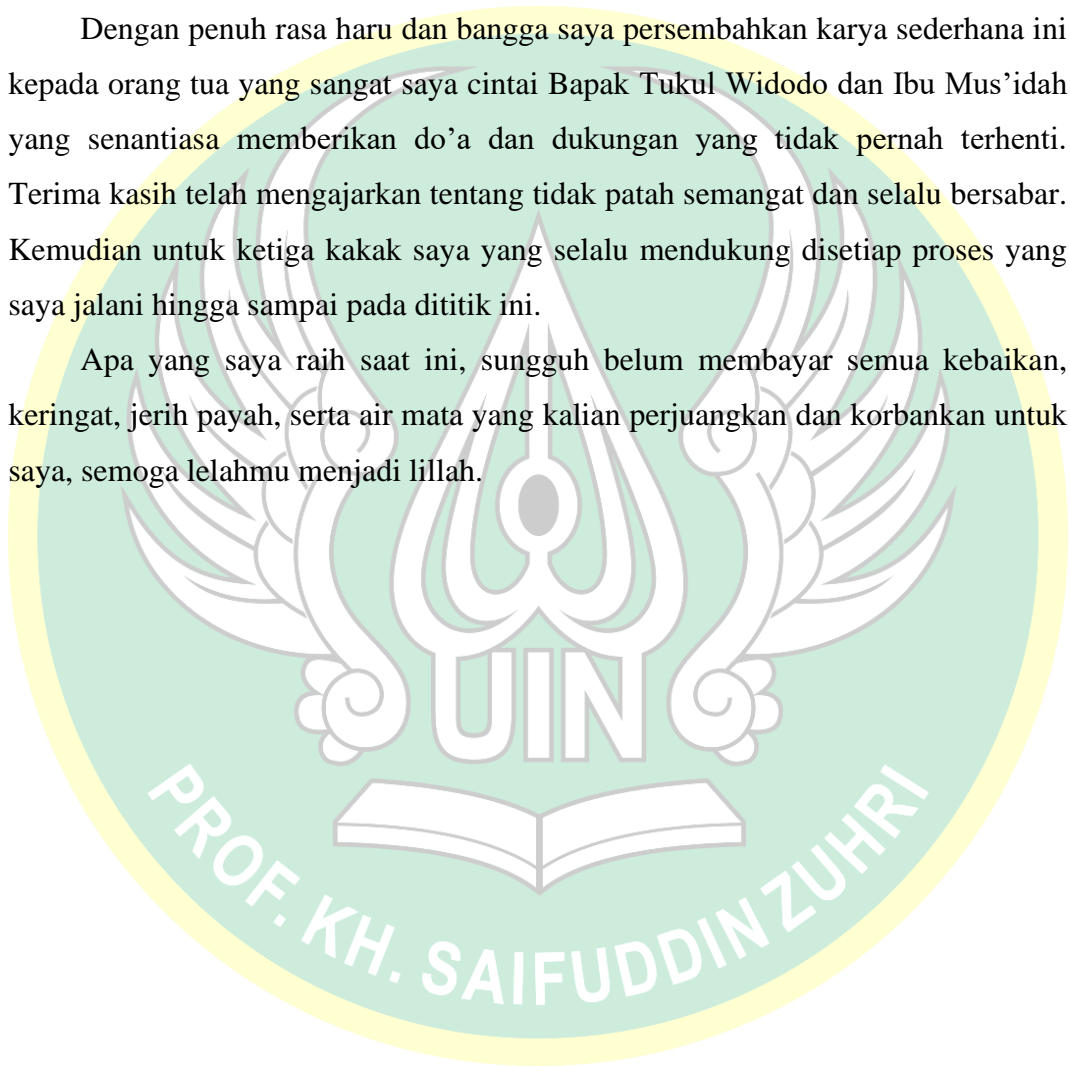 Dengan penuh rasa haru dan bangga saya persembahkan karya sederhana ini
kepada orang tua yang sangat saya cintai Bapak Tukul Widodo dan Ibu Mus’idah
yang senantiasa memberikan do’a dan dukungan yang tidak pernah terhenti.
Terima kasih telah mengajarkan tentang tidak patah semangat dan selalu bersabar.
Kemudian untuk ketiga kakak saya yang selalu mendukung disetiap proses yang
saya jalani hingga sampai pada dititik ini.
Apa yang saya raih saat ini, sungguh belum membayar semua kebaikan,
keringat, jerih payah, serta air mata yang kalian perjuangkan dan korbankan untuk
saya, semoga lelahmu menjadi lillah.
UIN
PROF. KH. SAIFUDDIN ZUHRI